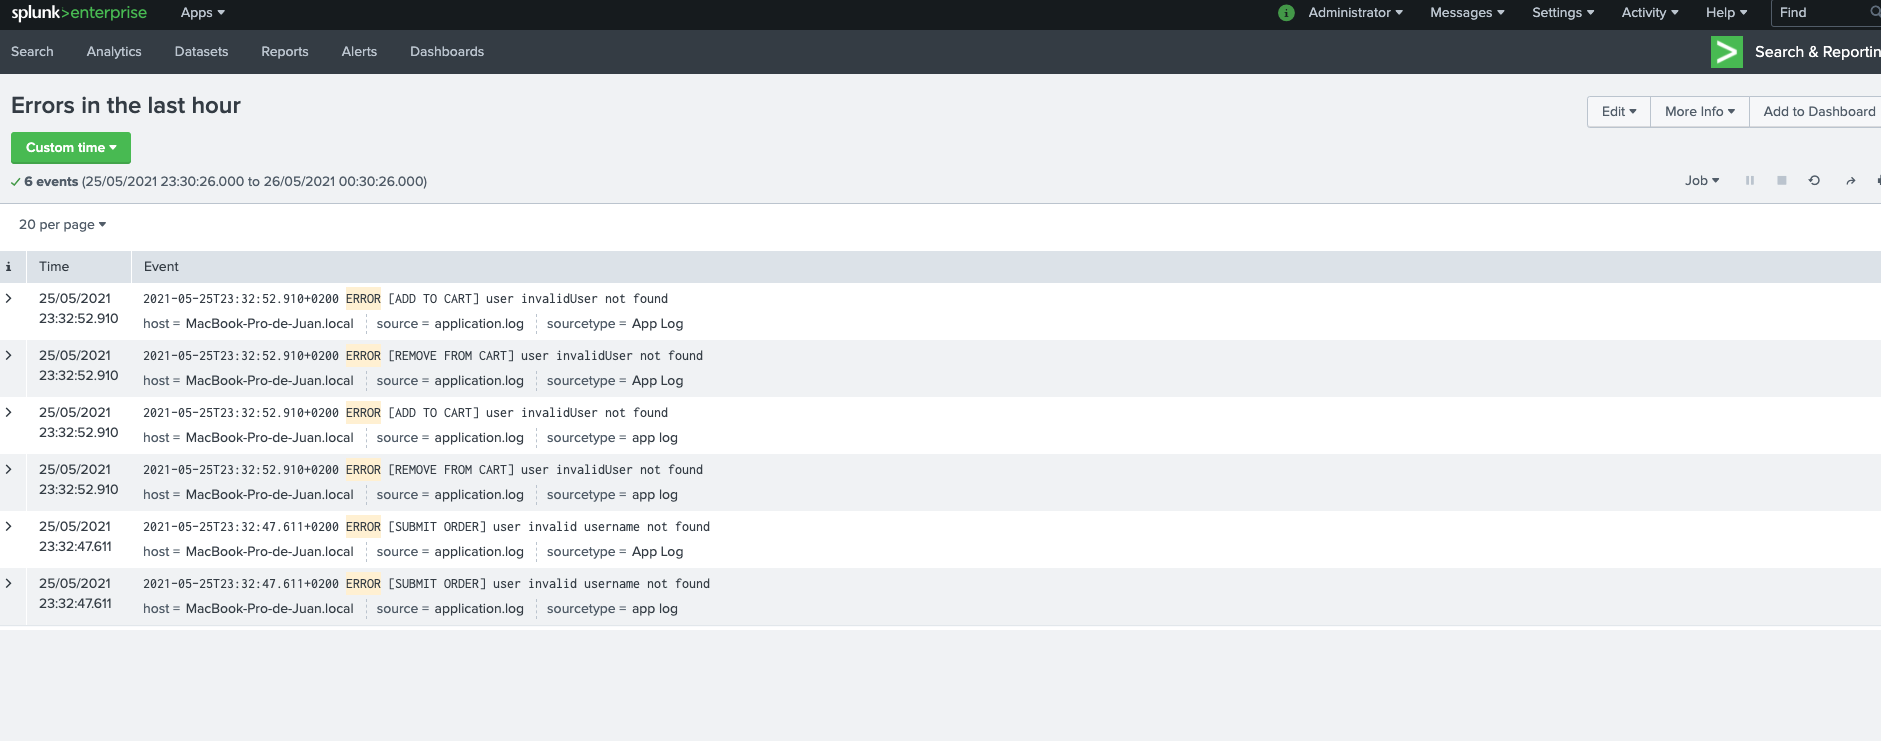 splunk>enterprise Apps Administrator Messages Settings Activity Help Find
Search Analytics Datasets Reports Alerts Dashboards Search & Reportin
Errors in the last hour
Edit More Info Add to Dashboard
Custom time
6 events (25/05/2021 23:30:26.000 to 26/05/2021 00:30:26.000)
Job
20 per page
i Time Event
25/05/2021 2021-05-25T23:32:52.910+0200 ERROR [ADD TO CART] user invalidUser not found
23:32:52.910 host = MacBook-Pro-de-Juan.local source = application.log sourcetype = App Log
25/05/2021 2021-05-25T23:32:52.910+0200 ERROR [REMOVE FROM CART] user invalidUser not found
23:32:52.910 host = MacBook-Pro-de-Juan.local source = application.log sourcetype = App Log
25/05/2021 2021-05-25T23:32:52.910+0200 ERROR [ADD TO CART] user invalidUser not found
23:32:52.910 host = MacBook-Pro-de-Juan.local source = application.log sourcetype = app log
25/05/2021 2021-05-25T23:32:52.910+0200 ERROR [REMOVE FROM CART] user invalidUser not found
23:32:52.910 host = MacBook-Pro-de-Juan.local source = application.log sourcetype = app log
25/05/2021 2021-05-25T23:32:47.611+0200 ERROR [SUBMIT ORDER] user invalid username not found
23:32:47.611 host = MacBook-Pro-de-Juan.local source = application.log sourcetype = App Log
25/05/2021 2021-05-25T23:32:47.611+0200 ERROR [SUBMIT ORDER] user invalid username not found
23:32:47.611 host = MacBook-Pro-de-Juan.local source = application.log sourcetype = app log